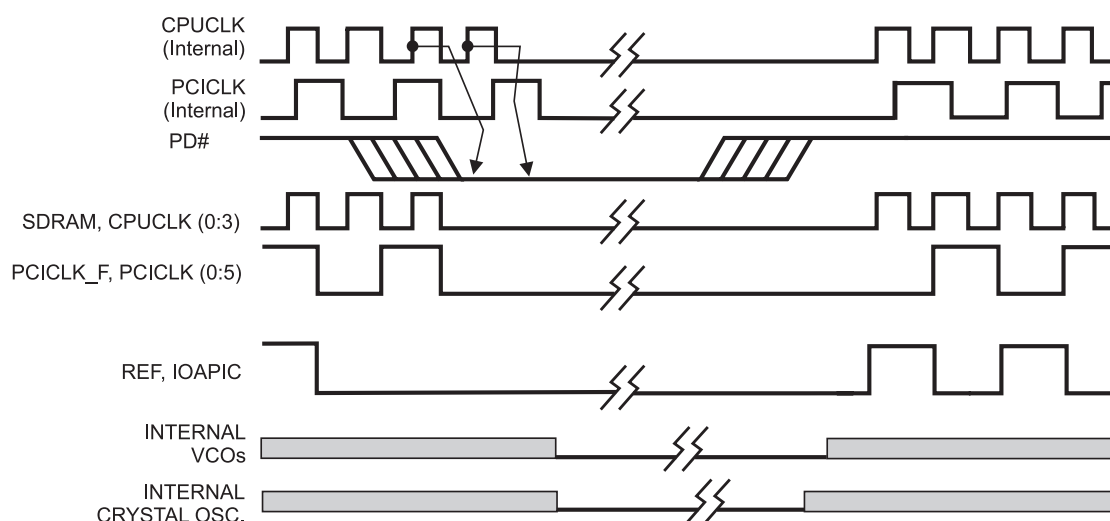 CPUCLK
(Internal)
PCICLK
(Internal)
PD#
SDRAM, CPUCLK (0:3)
PCICLK_F, PCICLK (0:5)
REF, IOAPIC
INTERNAL
VCOs
INTERNAL
CRYSTAL OSC.